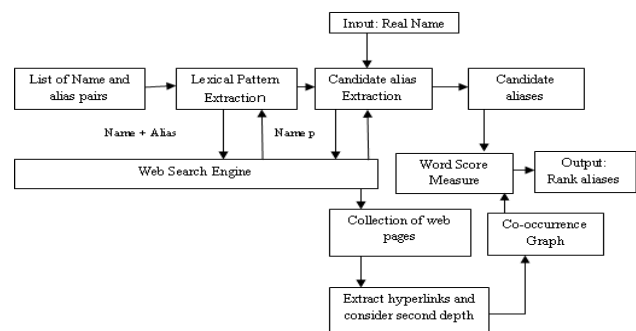 Input: Real Name
List of Name and
alias pairs
Lexical Pattern
Extraction
Candidate alias
Extraction
Candidate
aliases
Name + Alias
Name p
Web Search Engine
Word Score
Measure
Output:
Rank aliases
Collection of web
pages
Co-occurrence
Graph
Extract hyperlinks and
consider second depth